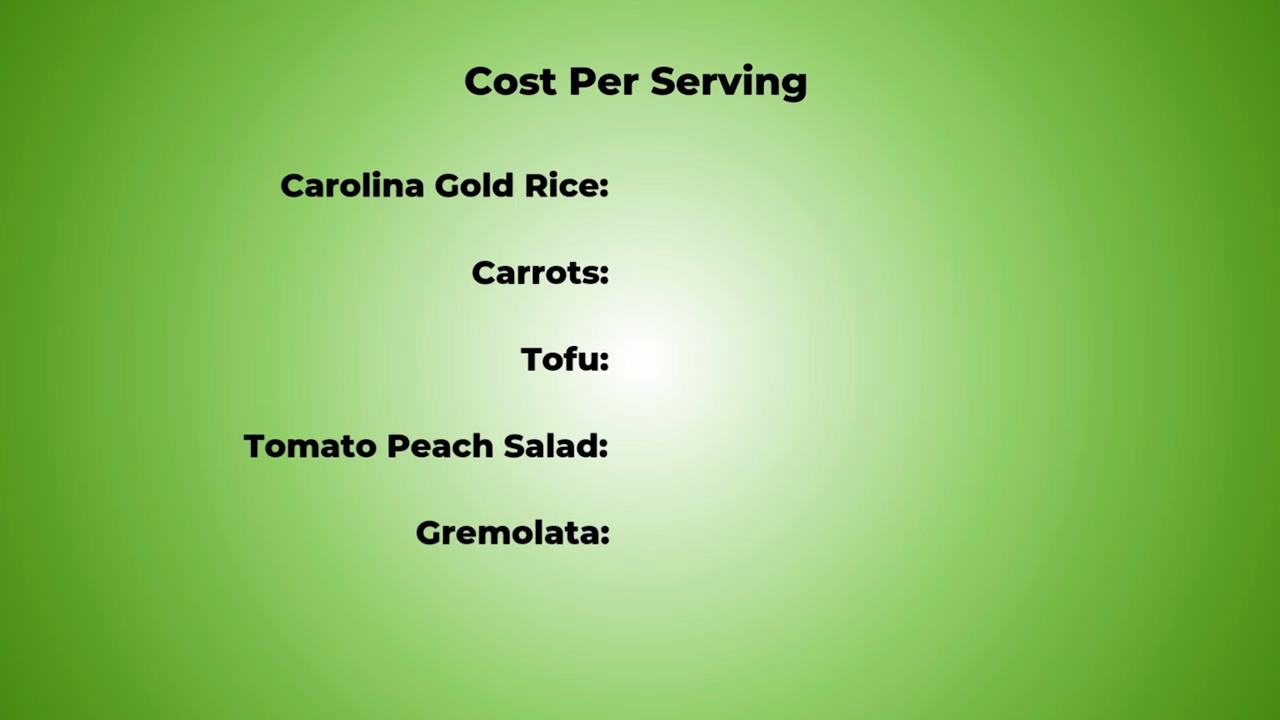 Cost Per Serving
Carolina Gold Rice:
Carrots:
Tofu:
Tomato Peach Salad:
Gremolata: